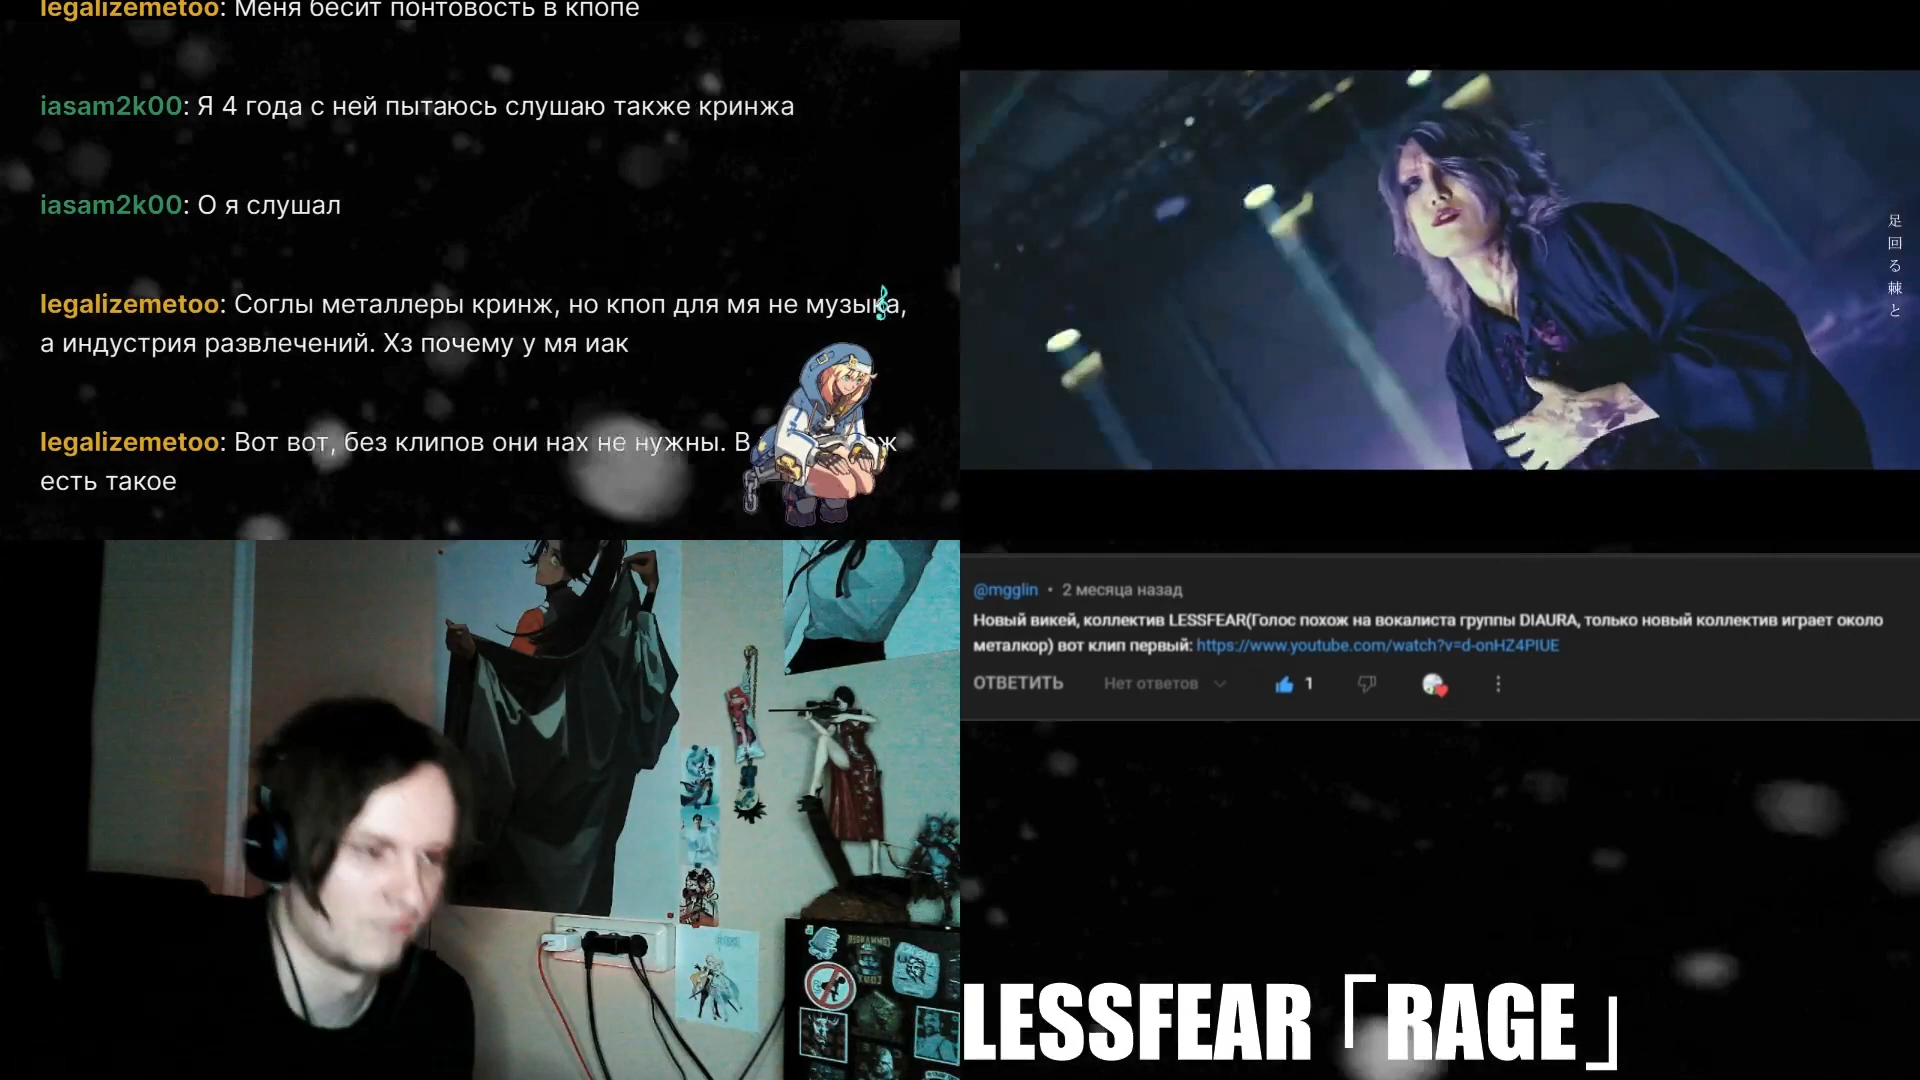 legalizemetoo: Меня бесит понтовость в кпопе
iasam2k00: Я 4 года с ней пытаюсь слушаю также кринжа
iasam2k00: О я слушал
legalizemetoo: Соглы металлеры кринж, но кпоп для мя не музыка,
а индустрия развлечений. Хз почему у мя иак
legalizemetoo: Вот вот, без клипов они нах не нужны. В
есть такое
足回る棘と
@mgglin • 2 месяца назад
Новый викей, коллектив LESSFEAR(Голос похож на вокалиста группы DIAURA, только новый коллектив играет около
металкор) вот клип первый: https://www.youtube.com/watch?v=d-onHZ4PIUE
ОТВЕТИТЬ Нет ответов 1
LESSFEAR「RAGE」